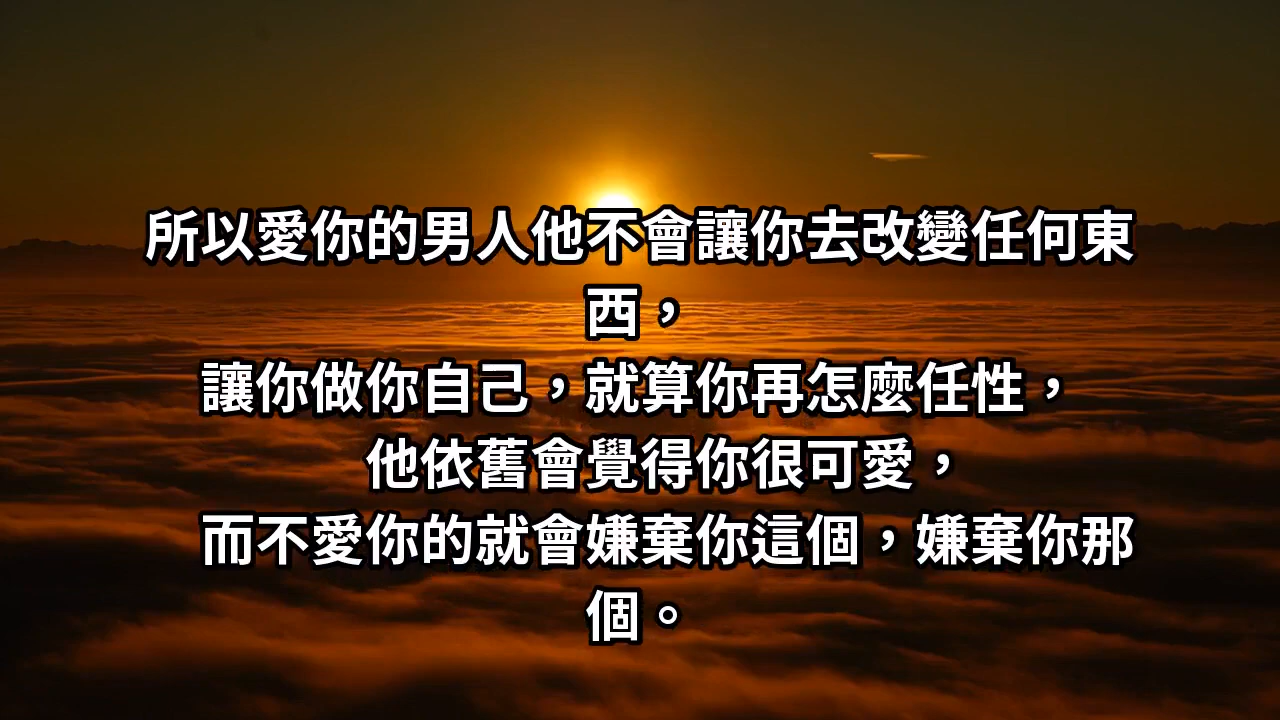 所以愛你的男人他不會讓你去改變任何東
西，
讓你做你自己，就算你再怎麼任性，
他依舊會覺得你很可愛，
而不愛你的就會嫌棄你這個，嫌棄你那
個。